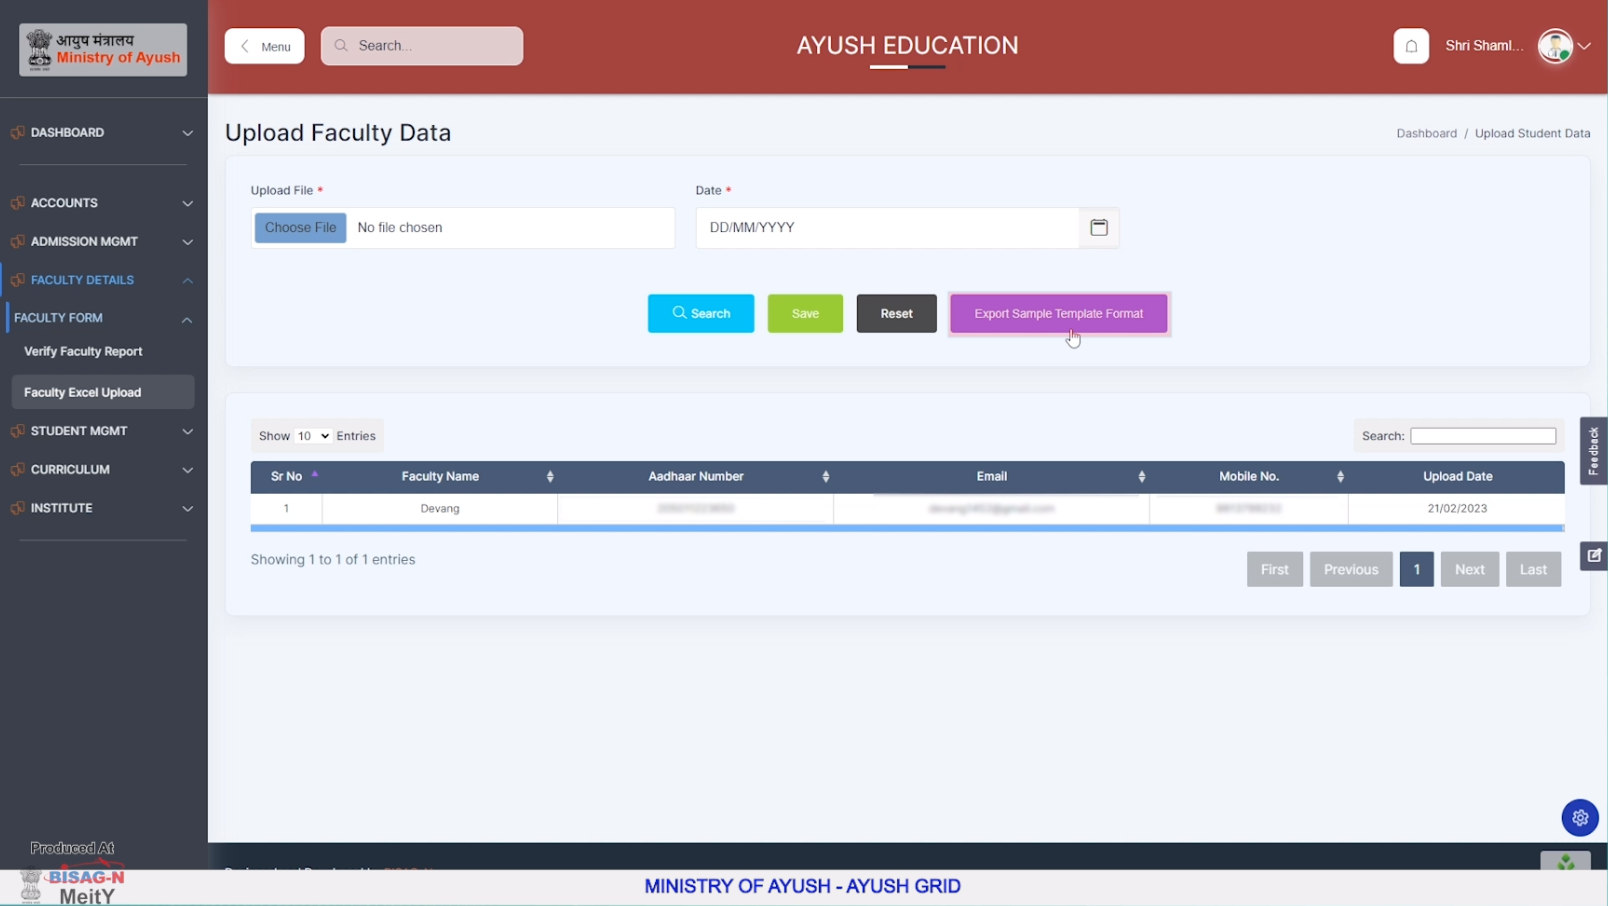 आयुष मंत्रालय
Ministry of Ayush
Menu
Search...
AYUSH EDUCATION
Shri Shaml...
DASHBOARD
ACCOUNTS
ADMISSION MGMT
FACULTY DETAILS
FACULTY FORM
Verify Faculty Report
Faculty Excel Upload
STUDENT MGMT
CURRICULUM
INSTITUTE
Upload Faculty Data
Dashboard / Upload Student Data
Upload File *
Date *
Choose File No file chosen
DD/MM/YYYY
Search
Save
Reset
Export Sample Template Format
Show 10 Entries
Search:
Sr No Faculty Name Aadhaar Number Email Mobile No. Upload Date
1 Devang 21/02/2023
Showing 1 to 1 of 1 entries
First Previous 1 Next Last
Feedback
Produced At
BISAG-N
MeitY
MINISTRY OF AYUSH - AYUSH GRID